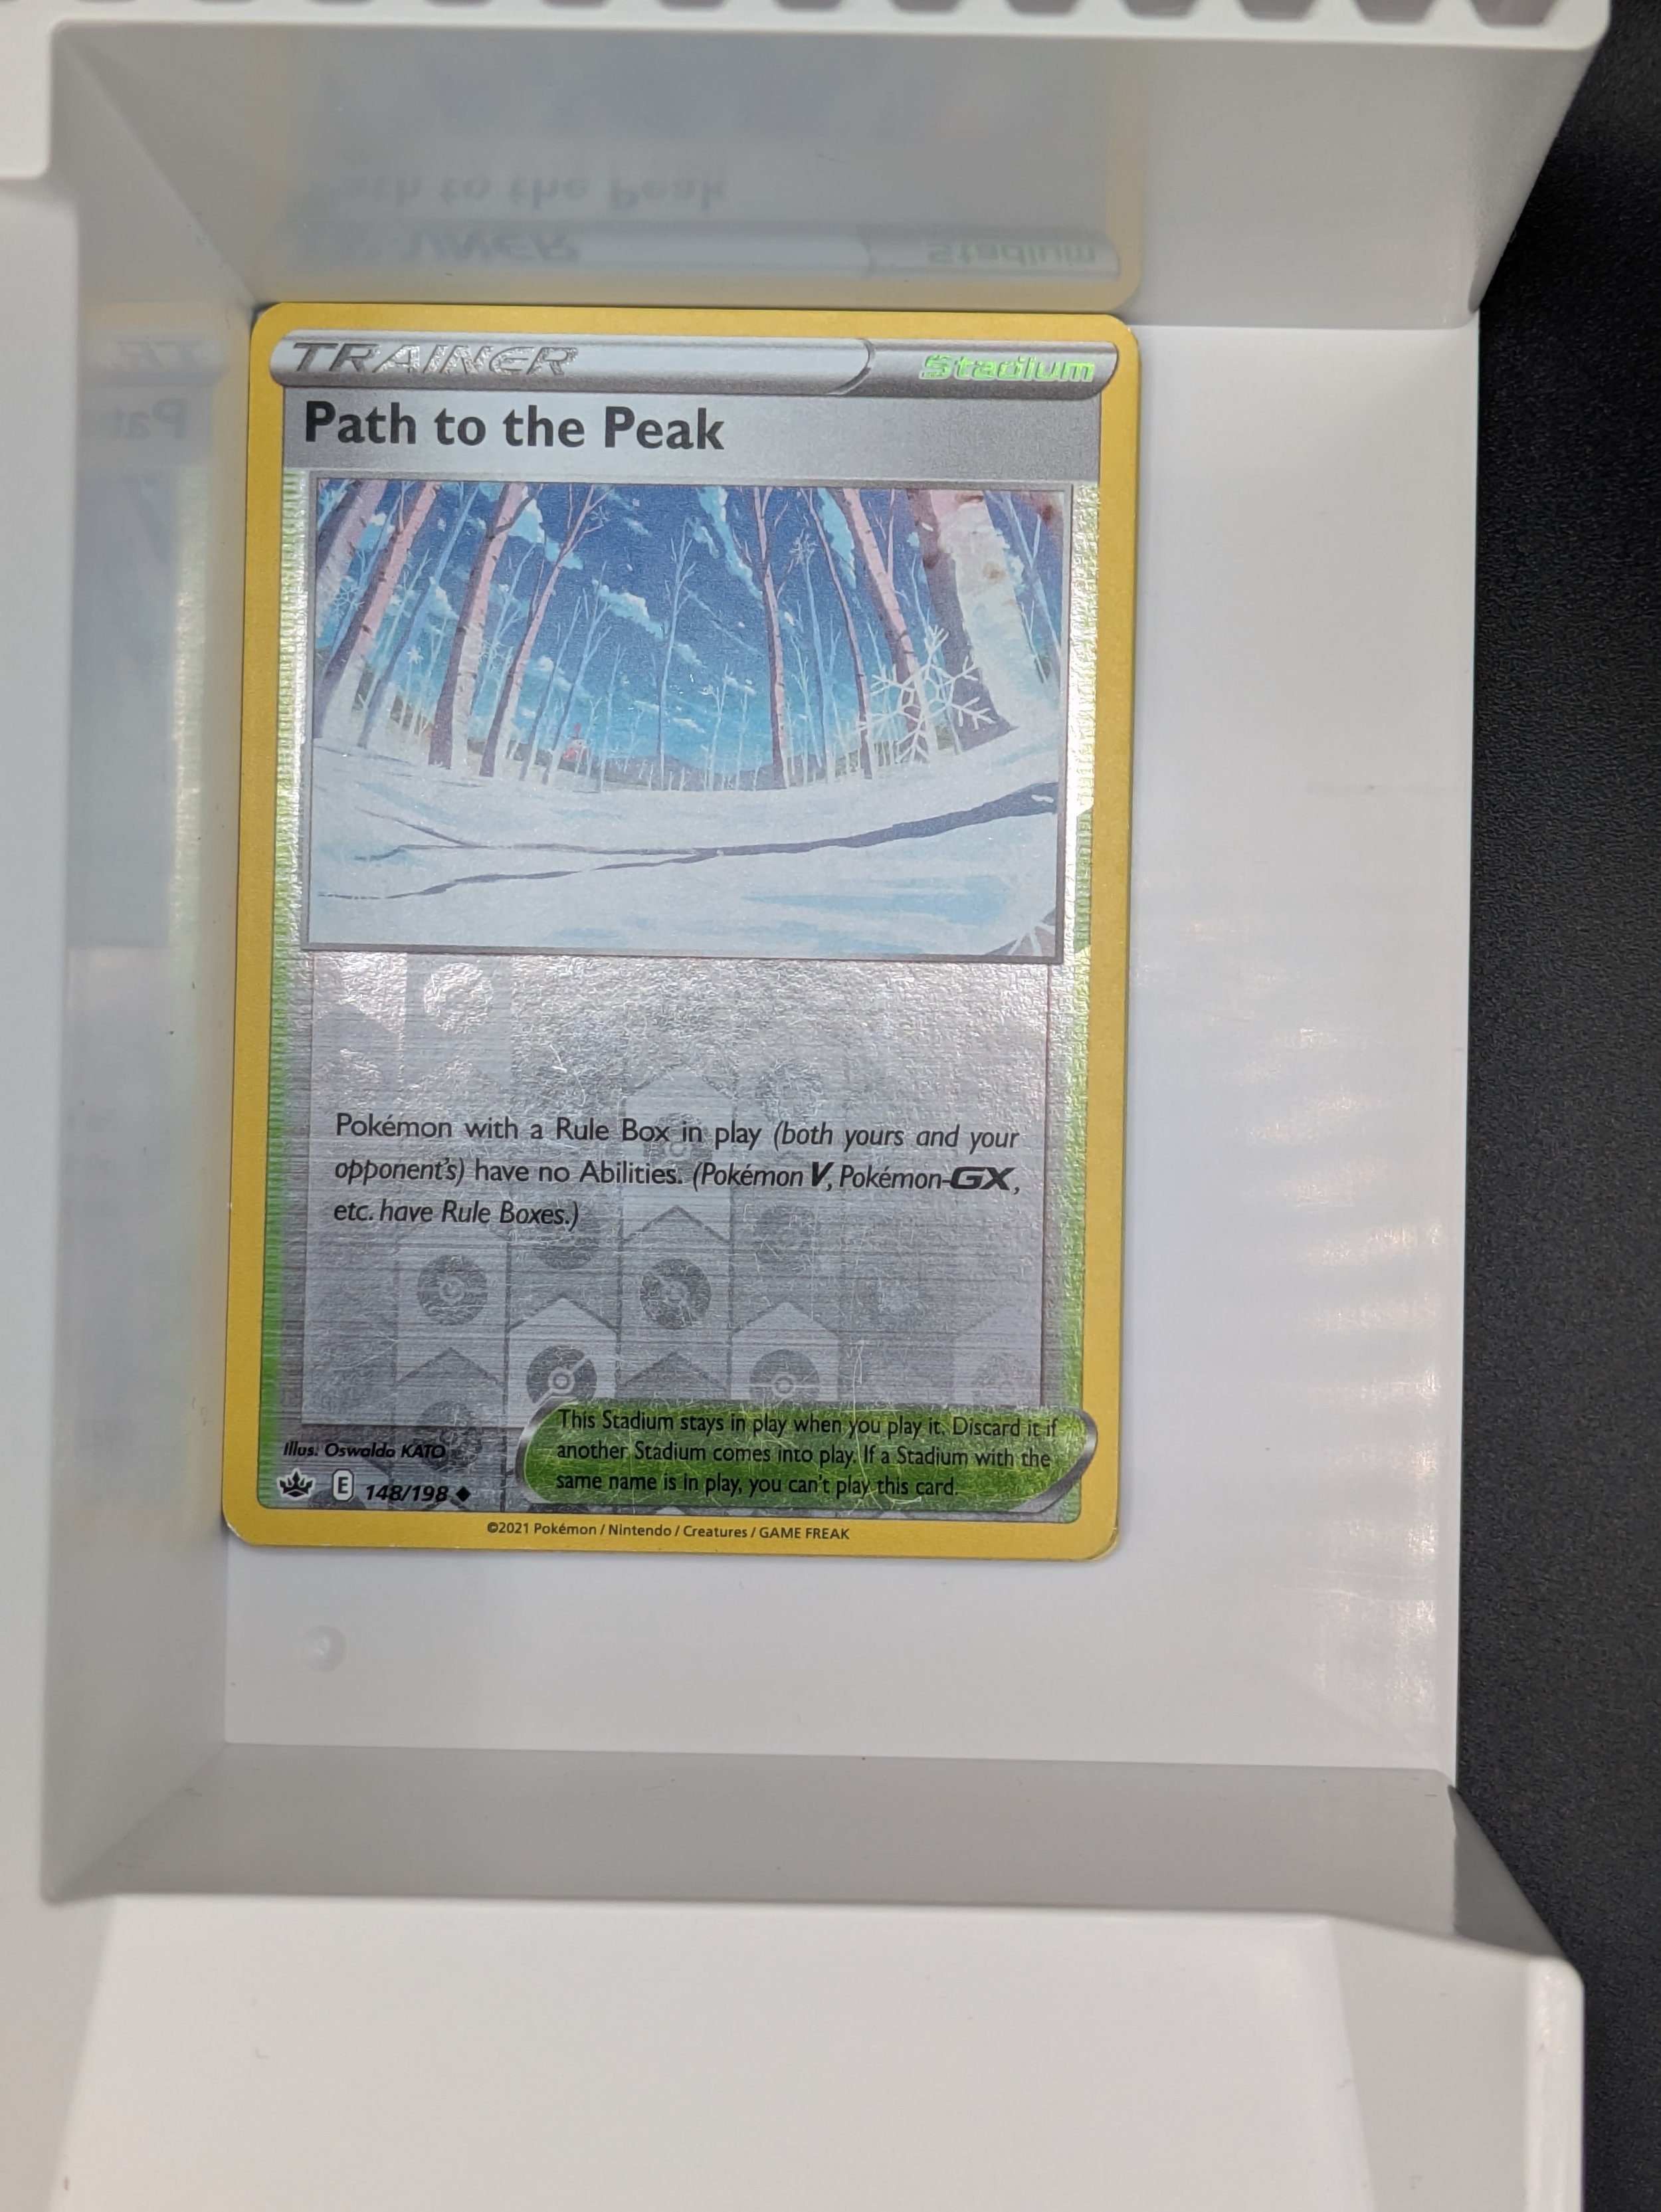 TRAINER
Stadium
Path to the Peak
Pokémon with a Rule Box in play (both yours and your
opponent's) have no Abilities. (Pokémon V, Pokémon-GX,
etc. have Rule Boxes.)
This Stadium stays in play when you play it. Discard it if
another Stadium comes into play. If a Stadium with the
same name is in play, you can't play this card.
Illus. Oswaldo KATO
E 148/198
©2021 Pokémon / Nintendo / Creatures / GAME FREAK